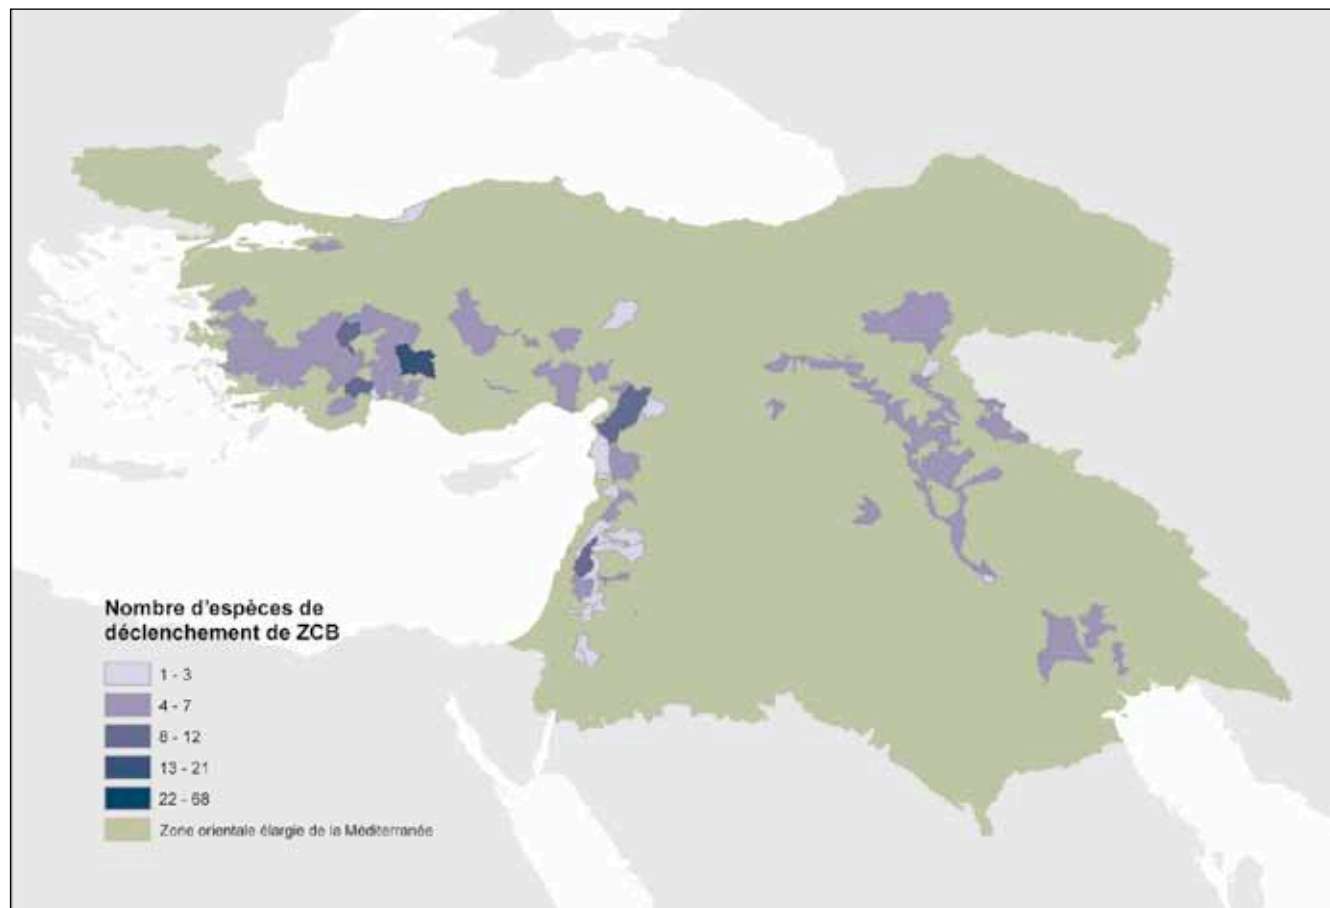 Nombre d'espèces de
déclenchement de ZCB
1 - 3
4 - 7
8 - 12
13 - 21
22 - 68
Zone orientale élargie de la Méditerranée